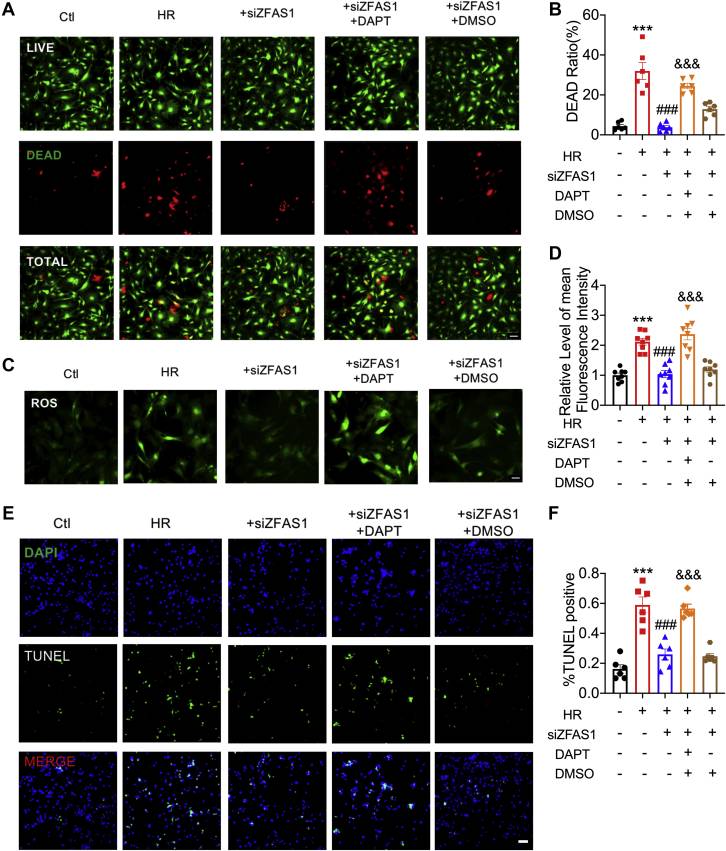 A
Ctl
HR
+siZFAS1
+siZFAS1
+DAPT
+siZFAS1
+DMSO
LIVE
DEAD
TOTAL
B
DEAD Ratio(%)
60
40
20
0
***
###
&&&
HR - + + + +
siZFAS1 - - + + +
DAPT - - - + -
DMSO - - - + +
C
Ctl
HR
+siZFAS1
+siZFAS1
+DAPT
+siZFAS1
+DMSO
ROS
D
Relative Level of mean
Fluorescence Intensity
4
3
2
1
0
***
###
&&&
HR - + + + +
siZFAS1 - - + + +
DAPT - - - + -
DMSO - - - + +
E
Ctl
HR
+siZFAS1
+siZFAS1
+DAPT
+siZFAS1
+DMSO
DAPI
TUNEL
MERGE
F
%TUNEL positive
0.8
0.6
0.4
0.2
0.0
***
###
&&&
HR - + + + +
siZFAS1 - - + + +
DAPT - - - + -
DMSO - - - + +